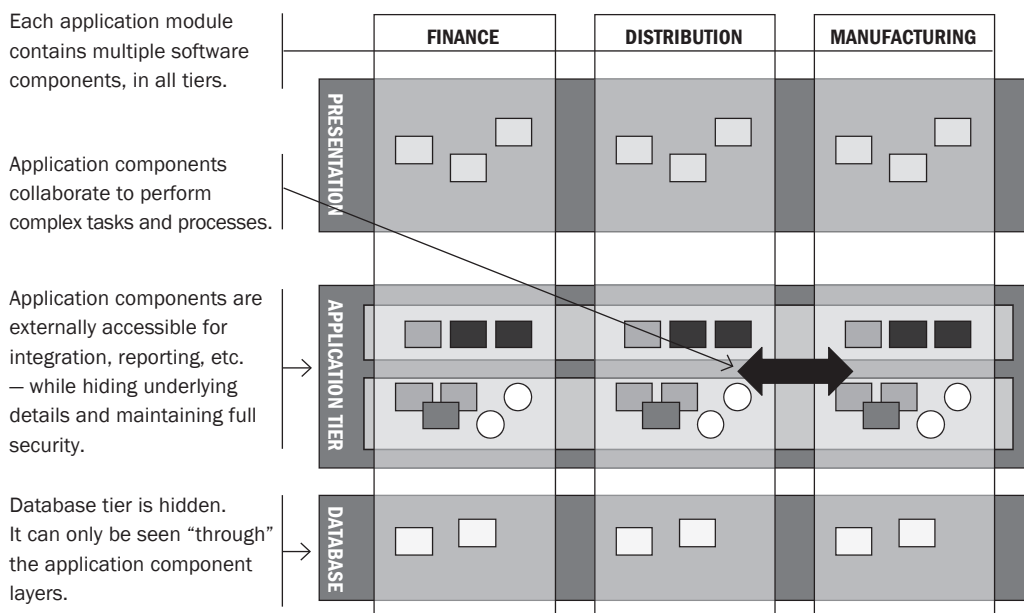 Each application module
contains multiple software
components, in all tiers.
Application components
collaborate to perform
complex tasks and processes.
Application components are
externally accessible for
integration, reporting, etc.
— while hiding underlying
details and maintaining full
security.
Database tier is hidden.
It can only be seen “through”
the application component
layers.
FINANCE
DISTRIBUTION
MANUFACTURING
PRESENTATION
APPLICATION TIER
DATABASE